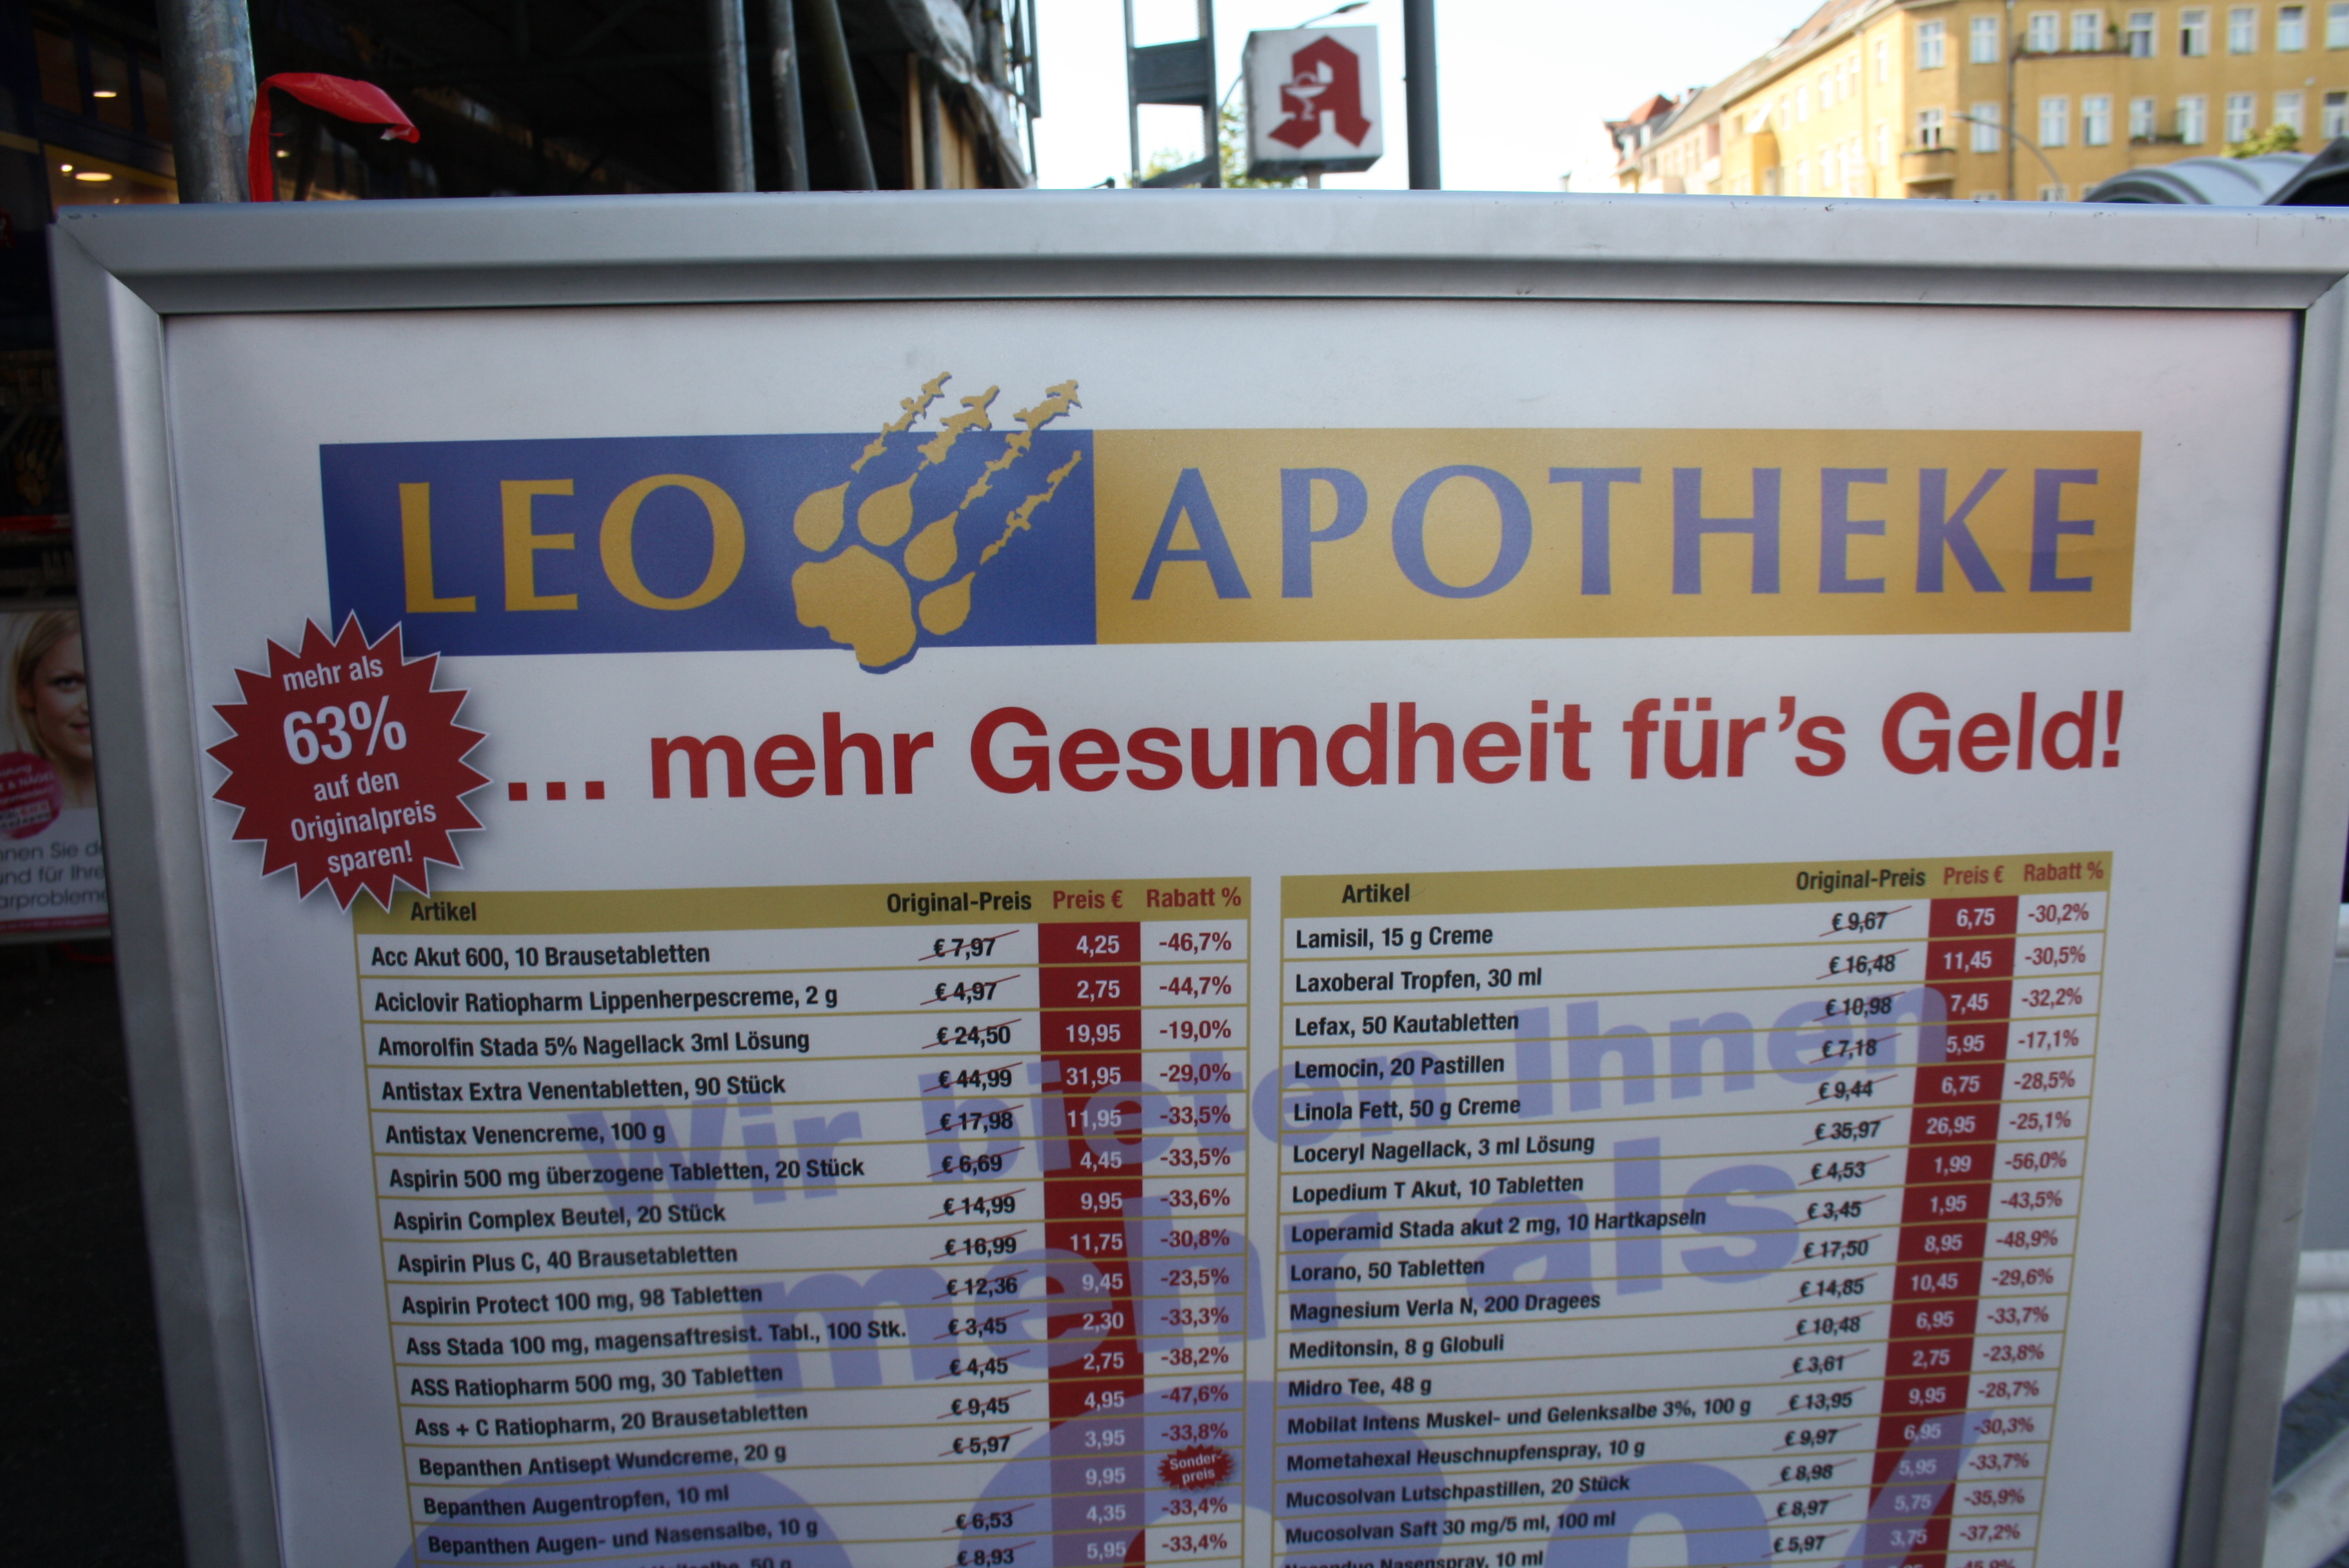 LEO APOTHEKE
mehr als
63%
auf den
Originalpreis
sparen!
... mehr Gesundheit für's Geld!
Artikel Original-Preis Preis € Rabatt %
Acc Akut 600, 10 Brausetabletten € 7,97 4,25 -46,7%
Aciclovir Ratiopharm Lippenherpescreme, 2 g € 4,97 2,75 -44,7%
Amorolfin Stada 5% Nagellack 3ml Lösung € 24,50 19,95 -19,0%
Antistax Extra Venentabletten, 90 Stück € 44,99 31,95 -29,0%
Antistax Venencreme, 100 g € 17,98 11,95 -33,5%
Aspirin 500 mg überzogene Tabletten, 20 Stück € 6,69 4,45 -33,5%
Aspirin Complex Beutel, 20 Stück € 14,99 9,95 -33,6%
Aspirin Plus C, 40 Brausetabletten € 16,99 11,75 -30,8%
Aspirin Protect 100 mg, 98 Tabletten € 12,36 9,45 -23,5%
Ass Stada 100 mg, magensaftresist. Tabl., 100 Stk. € 3,45 2,30 -33,3%
ASS Ratiopharm 500 mg, 30 Tabletten € 4,45 2,75 -38,2%
Ass + C Ratiopharm, 20 Brausetabletten € 9,45 4,95 -47,6%
Bepanthen Antisept Wundcreme, 20 g € 5,97 3,95 -33,8%
Bepanthen Augentropfen, 10 ml 9,95 Sonder-
preis
Bepanthen Augen- und Nasensalbe, 10 g € 6,53 4,35 -33,4%
50 g € 8,93 5,95 -33,4%
Artikel Original-Preis Preis € Rabatt %
Lamisil, 15 g Creme € 9,67 6,75 -30,2%
Laxoberal Tropfen, 30 ml € 16,48 11,45 -30,5%
Lefax, 50 Kautabletten € 10,98 7,45 -32,2%
Lemocin, 20 Pastillen € 7,18 5,95 -17,1%
Linola Fett, 50 g Creme € 9,44 6,75 -28,5%
Loceryl Nagellack, 3 ml Lösung € 35,97 26,95 -25,1%
Lopedium T Akut, 10 Tabletten € 4,53 1,99 -56,0%
Loperamid Stada akut 2 mg, 10 Hartkapseln € 3,45 1,95 -43,5%
Lorano, 50 Tabletten € 17,50 8,95 -48,9%
Magnesium Verla N, 200 Dragees € 14,85 10,45 -29,6%
Meditonsin, 8 g Globuli € 10,48 6,95 -33,7%
Midro Tee, 48 g € 3,61 2,75 -23,8%
Mobilat Intens Muskel- und Gelenksalbe 3%, 100 g € 13,95 9,95 -28,7%
Mometahexal Heuschnupfenspray, 10 g € 9,97 6,95 -30,3%
Mucosolvan Lutschpastillen, 20 Stück € 8,98 5,95 -33,7%
Mucosolvan Saft 30 mg/5 ml, 100 ml € 8,97 5,75 -35,9%
Nasenspray, 10 ml € 5,97 3,75 -37,2%
Wir bieten Ihnen
mehr als